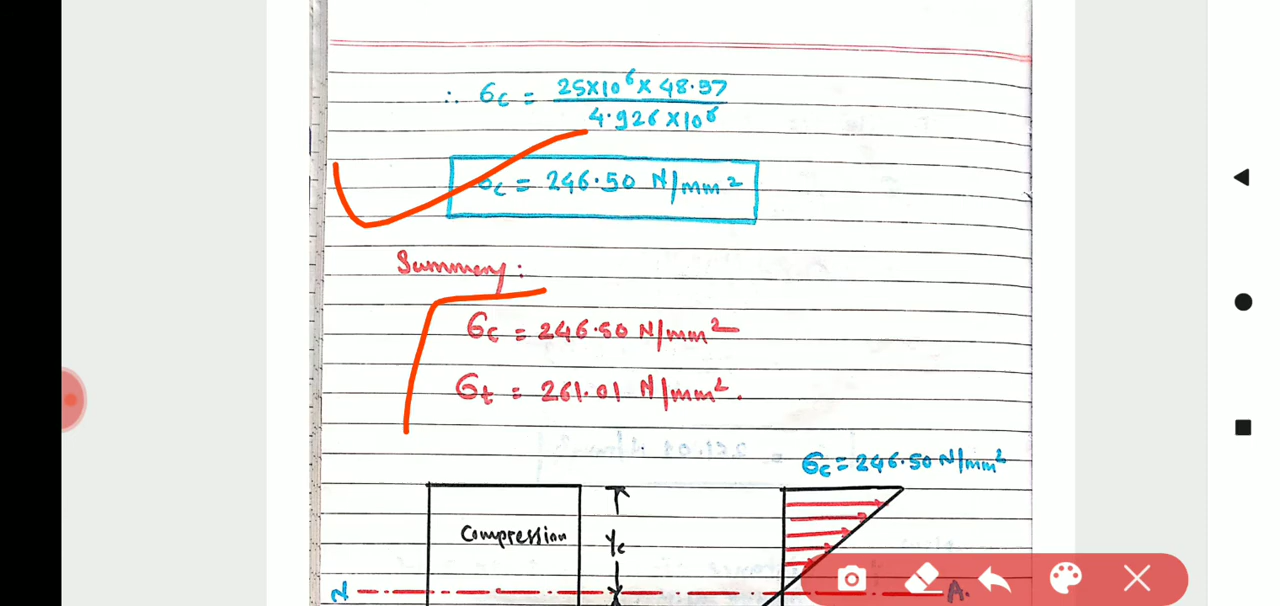 ∴ σc = 25×10⁶ × 48.57 / 4.926 ×10⁶
σc = 246.50 N/mm²
Summery:
σc = 246.50 N/mm²
σt = 261.01 N/mm².
σc = 246.50 N/mm²
Compression
Yc
N
A.